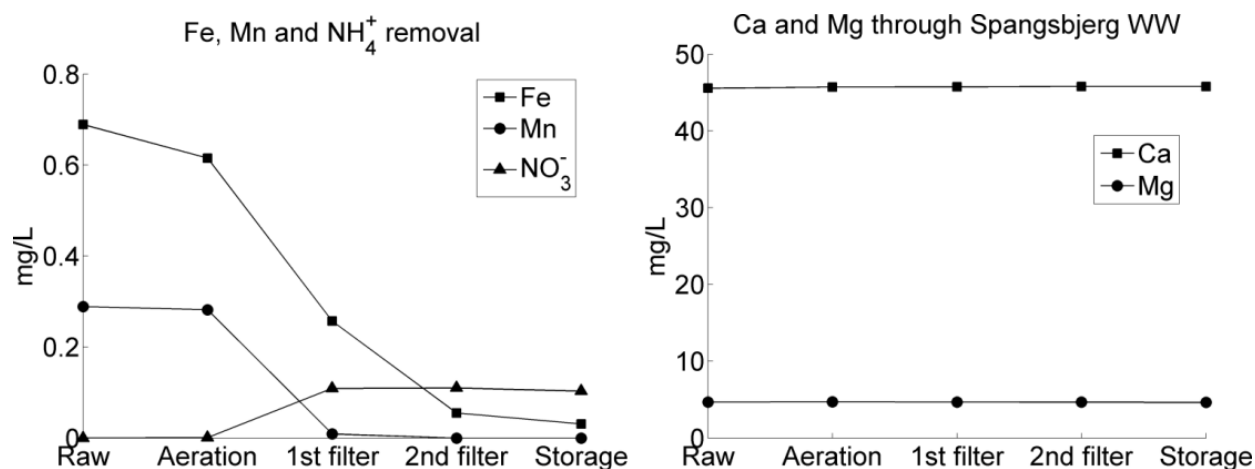 Fe, Mn and NH₄⁺ removal
0.8
0.6
0.4
0.2
0
mg/L
Fe
Mn
NO₃⁻
Raw Aeration 1st filter 2nd filter Storage
Ca and Mg through Spangsbjerg WW
50
40
30
20
10
0
mg/L
Ca
Mg
Raw Aeration 1st filter 2nd filter Storage